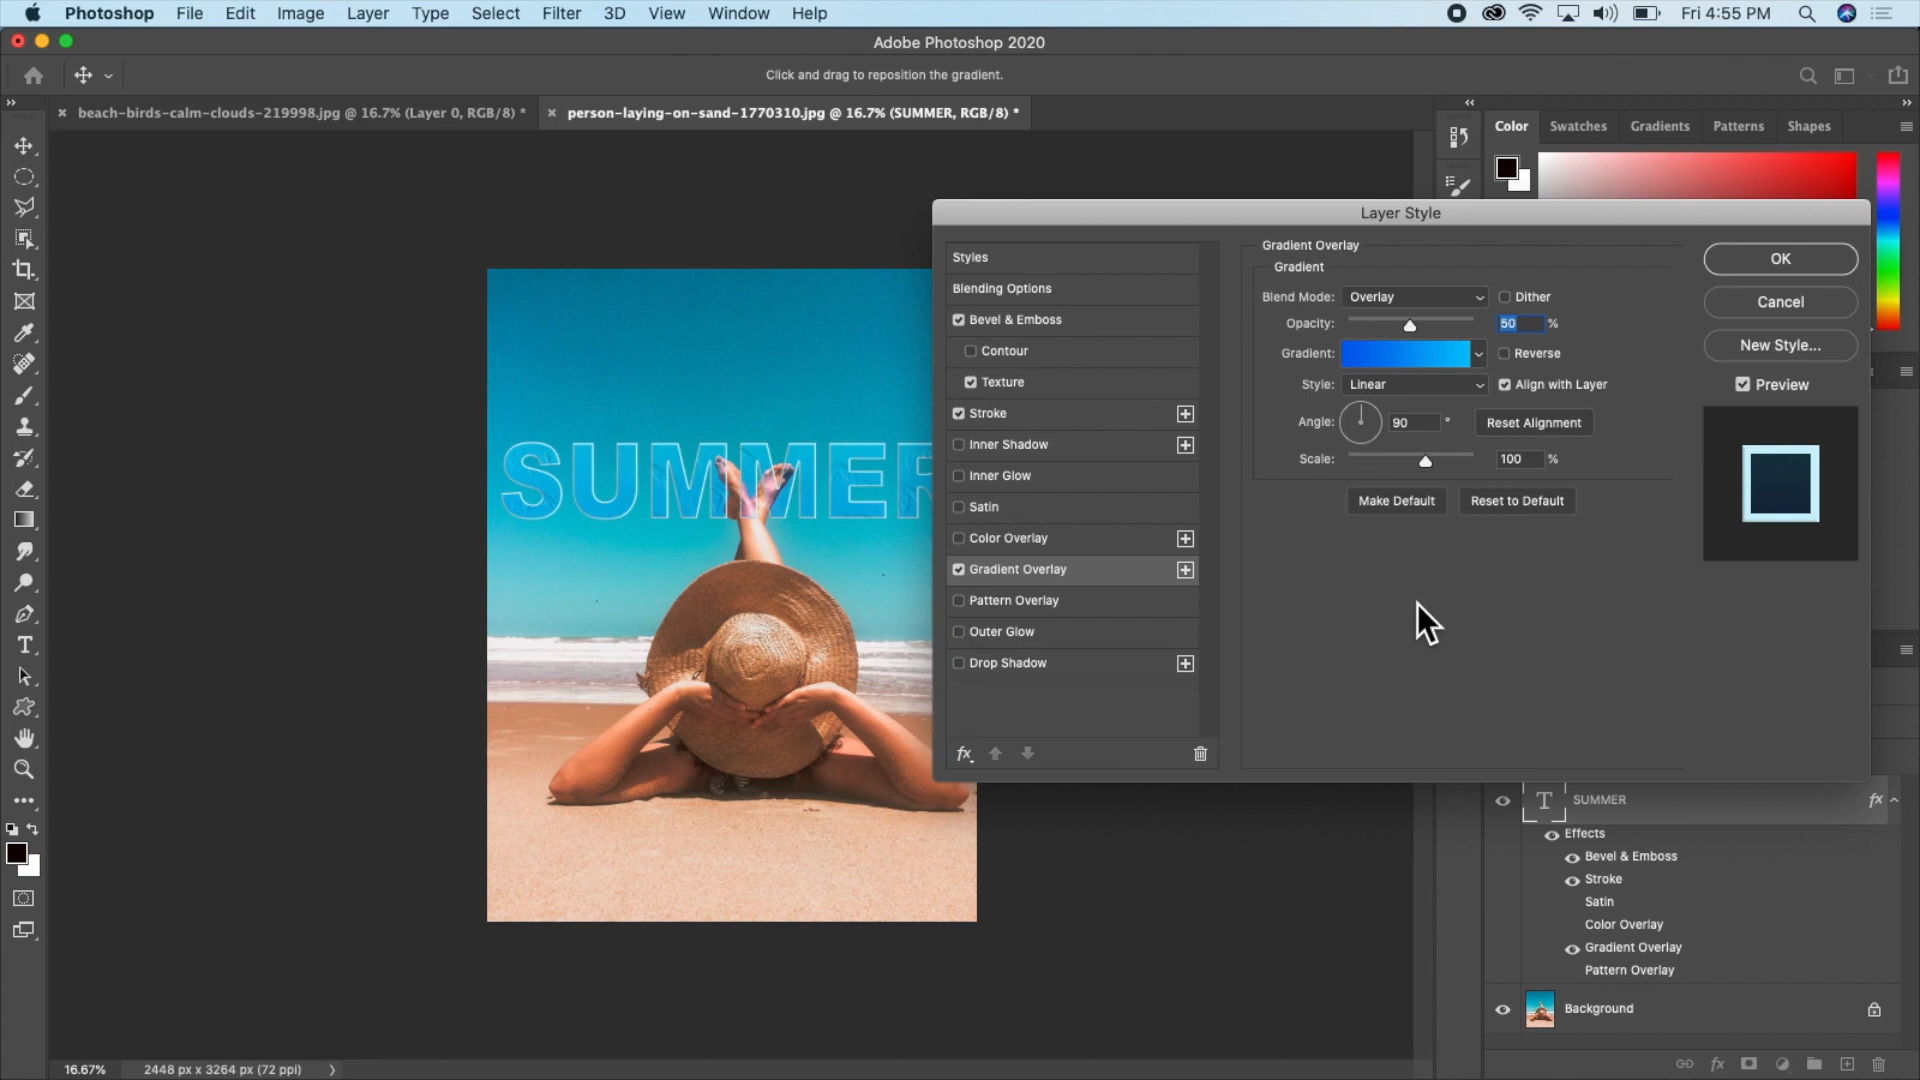 Photoshop File Edit Image Layer Type Select Filter 3D View Window Help Fri 4:55 PM
Adobe Photoshop 2020
Click and drag to reposition the gradient.
beach-birds-calm-clouds-219998.jpg @ 16.7% (Layer 0, RGB/8) *
person-laying-on-sand-1770310.jpg @ 16.7% (SUMMER, RGB/8) *
Color Swatches Gradients Patterns Shapes
Layer Style
Styles
Blending Options
Bevel & Emboss
Contour
Texture
Stroke
Inner Shadow
Inner Glow
Satin
Color Overlay
Gradient Overlay
Pattern Overlay
Outer Glow
Drop Shadow
fx
Gradient Overlay
Gradient
Blend Mode: Overlay Dither
Opacity: 50 %
Gradient: Reverse
Style: Linear Align with Layer
Angle: 90 ° Reset Alignment
Scale: 100 %
Make Default Reset to Default
OK
Cancel
New Style...
Preview
SUMMER
T SUMMER fx
Effects
Bevel & Emboss
Stroke
Satin
Color Overlay
Gradient Overlay
Pattern Overlay
Background
fx
16.67% 2448 px x 3264 px (72 ppi)